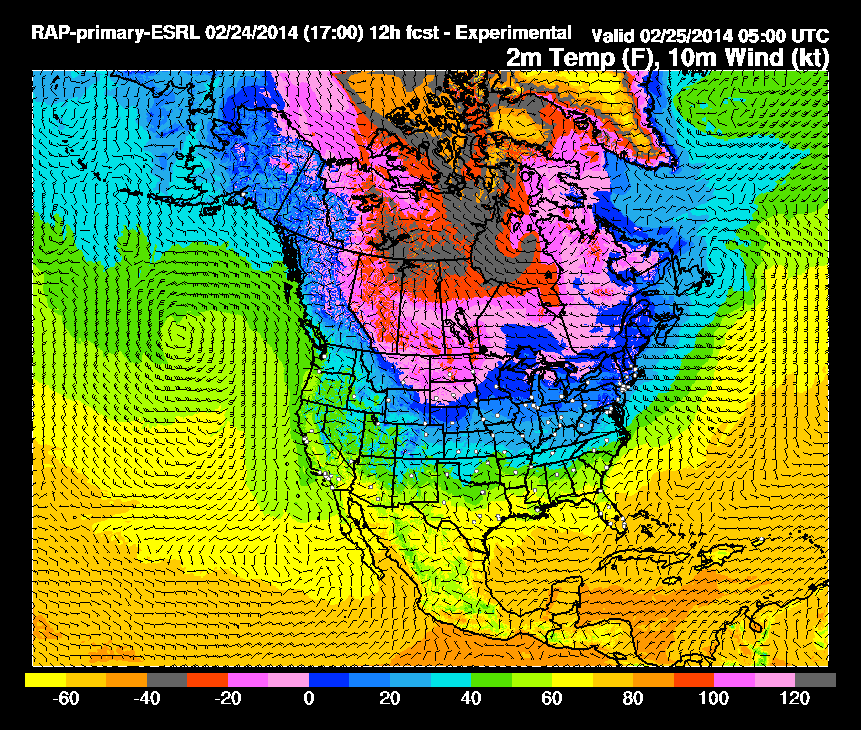 RAP-primary-ESRL 02/24/2014 (17:00) 12h fcst - Experimental Valid 02/25/2014 05:00 UTC
2m Temp (F), 10m Wind (kt)
-60 -40 -20 0 20 40 60 80 100 120